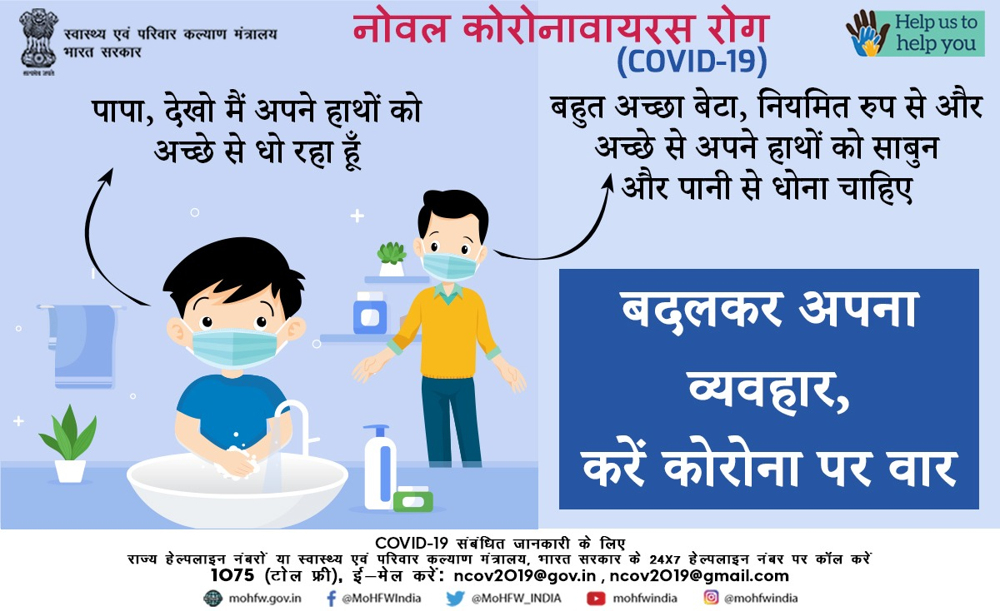 स्वास्थ्य एवं परिवार कल्याण मंत्रालय
भारत सरकार
सत्यमेव जयते
नोवल कोरोनावायरस रोग
(COVID-19)
Help us to
help you
पापा, देखो मैं अपने हाथों को
अच्छे से धो रहा हूँ
बहुत अच्छा बेटा, नियमित रुप से और
अच्छे से अपने हाथों को साबुन
और पानी से धोना चाहिए
बदलकर अपना
व्यवहार,
करें कोरोना पर वार
COVID-19 संबंधित जानकारी के लिए
राज्य हेल्पलाइन नंबरों या स्वास्थ्य एवं परिवार कल्याण मंत्रालय, भारत सरकार के 24X7 हेल्पलाइन नंबर पर कॉल करें
1075 (टोल फ्री), ई–मेल करें: ncov2019@gov.in , ncov2019@gmail.com
mohfw.gov.in @MoHFWIndia @MoHFW_INDIA mohfwindia @mohfwindia